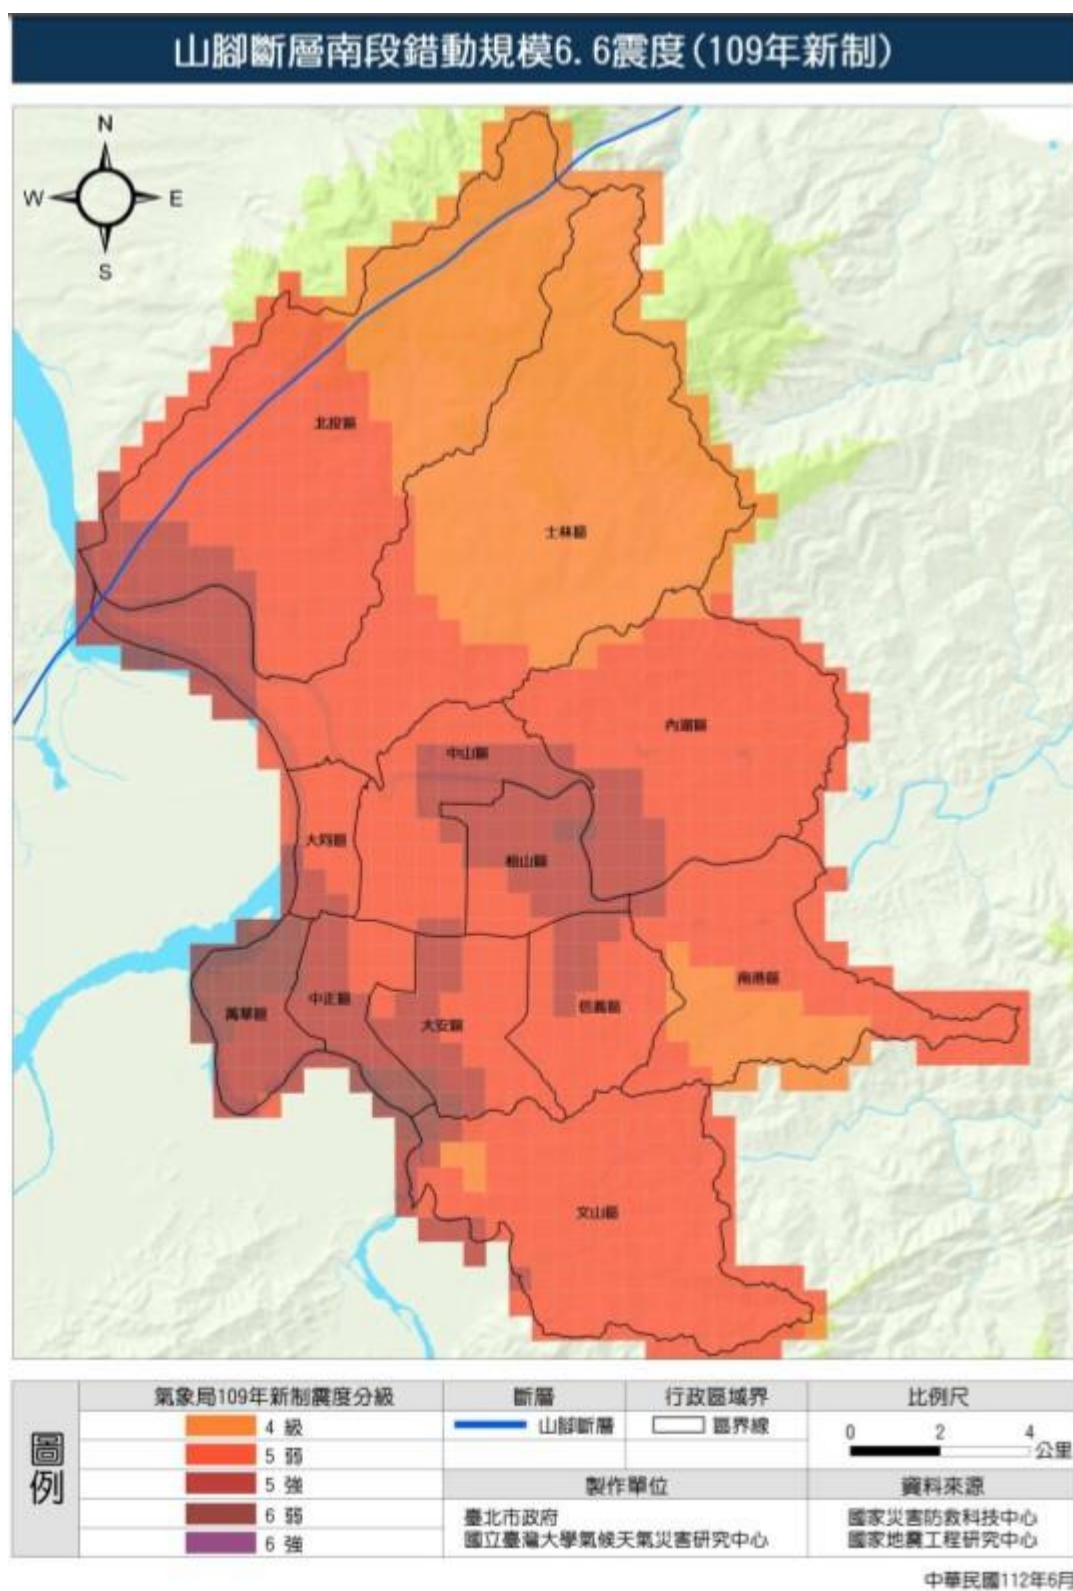 山腳斷層南段錯動規模6.6震度(109年新制)
N
W E
S
北投區
士林區
內湖區
中山區
大同區
松山區
南港區
萬華區
中正區
大安區
信義區
文山區
圖例
氣象局109年新制震度分級
4 級
5 弱
5 強
6 弱
6 強
斷層
山腳斷層
行政區域界
區界線
比例尺
0 2 4
公里
製作單位
臺北市政府
國立臺灣大學氣候天氣災害研究中心
資料來源
國家災害防救科技中心
國家地震工程研究中心
中華民國112年6月